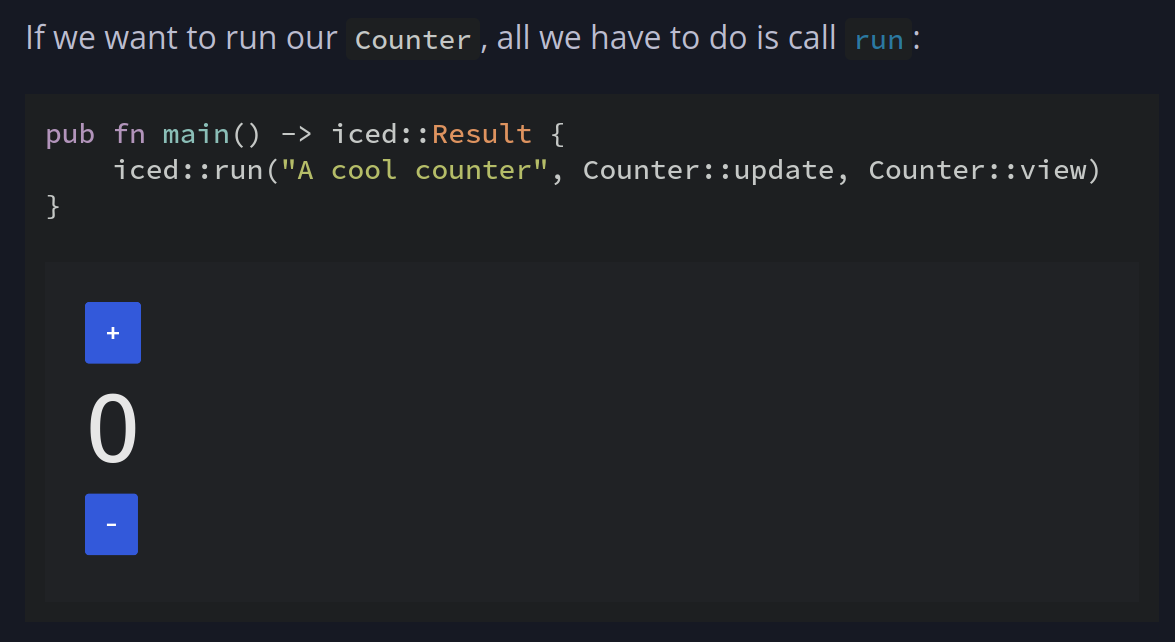 If we want to run our Counter, all we have to do is call run:
pub fn main() -> iced::Result {
    iced::run("A cool counter", Counter::update, Counter::view)
}
+
0
-